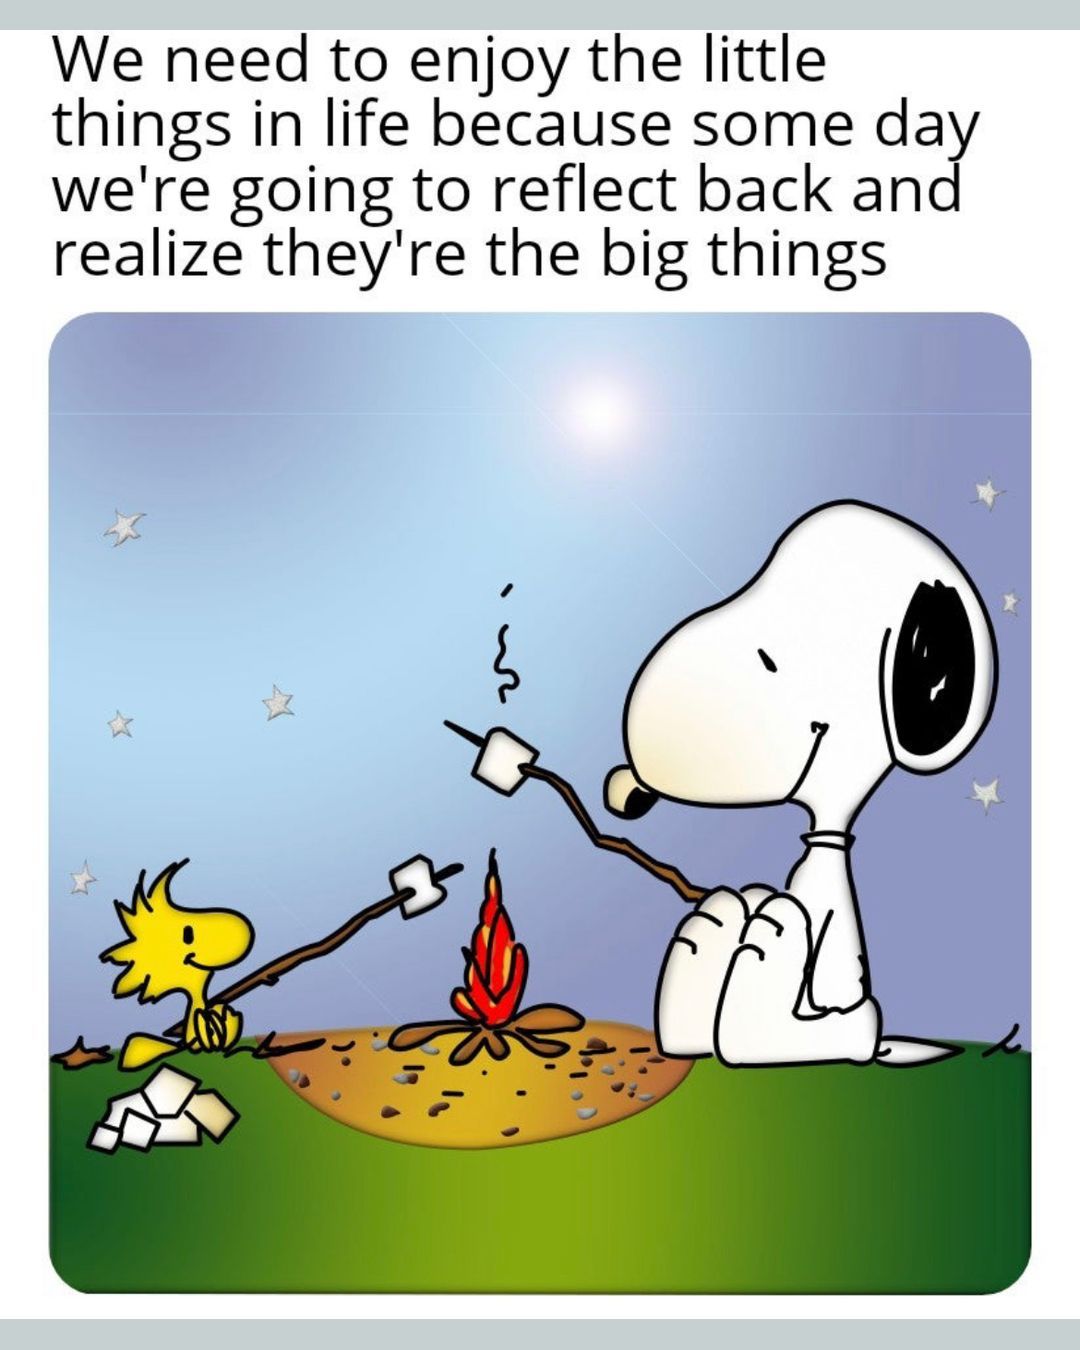 We need to enjoy the little
things in life because some day
we're going to reflect back and
realize they're the big things